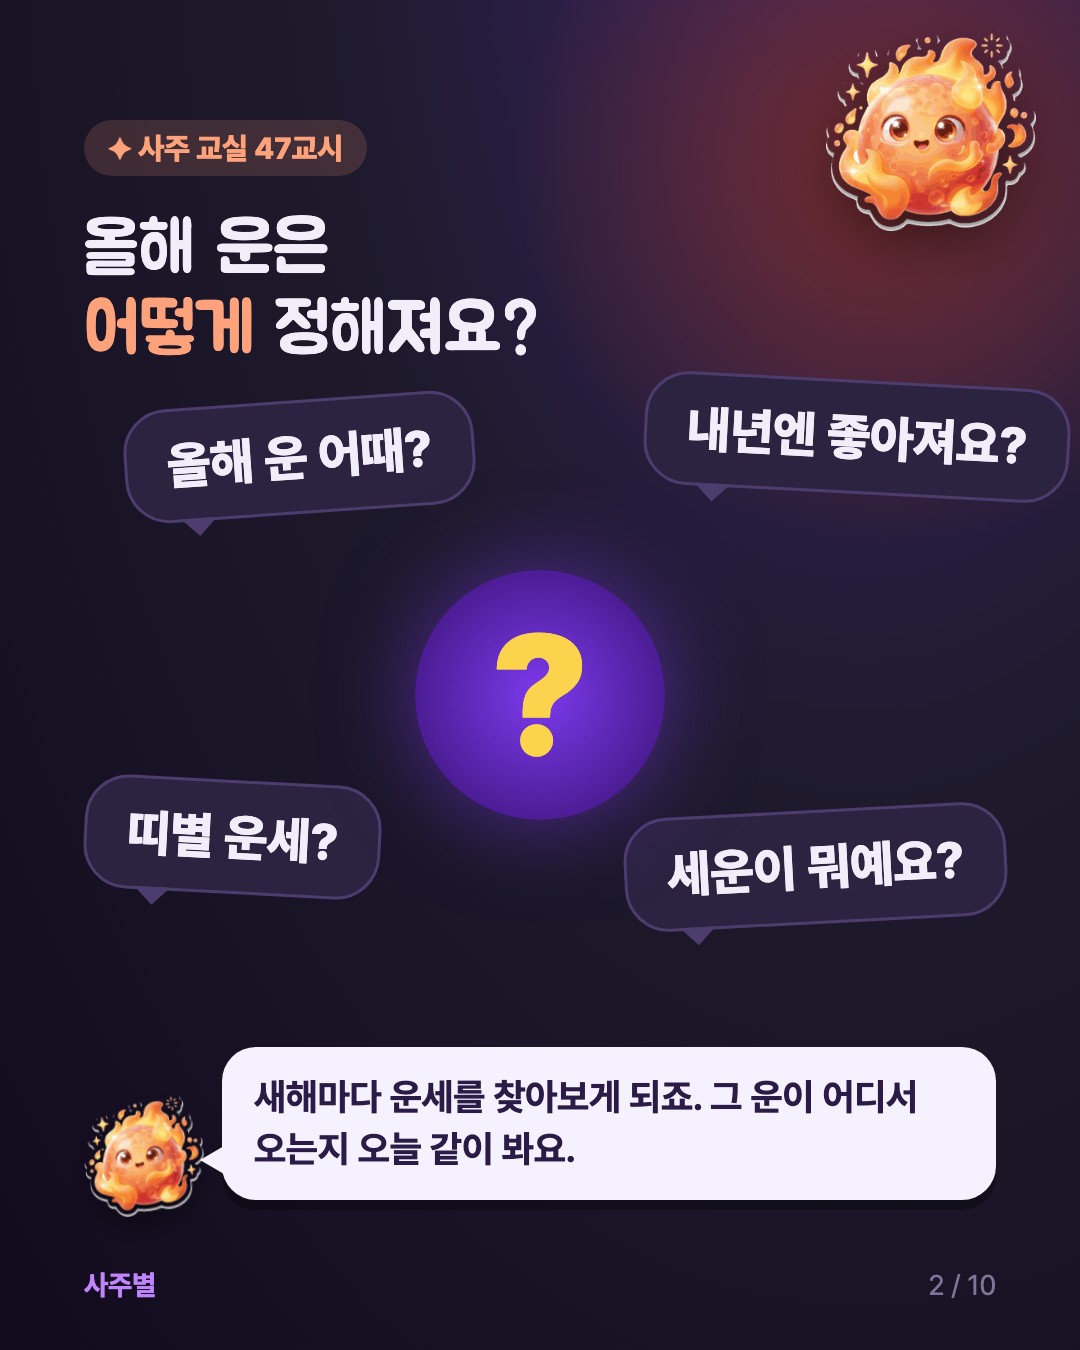 사주 교실 47교시
올해 운은
어떻게 정해져요?
올해 운 어때?
내년엔 좋아져요?
?
띠별 운세?
세운이 뭐예요?
새해마다 운세를 찾아보게 되죠. 그 운이 어디서
오는지 오늘 같이 봐요.
사주별
2 / 10